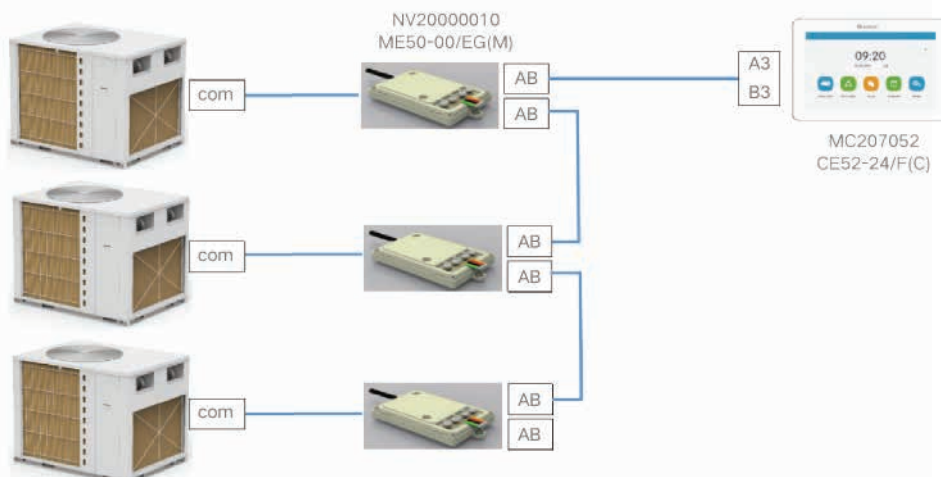 NV20000010
ME50-00/EG(M)
com
AB
AB
A3
B3
09:20
MC207052
CE52-24/F(C)
com
AB
AB
com
AB
AB